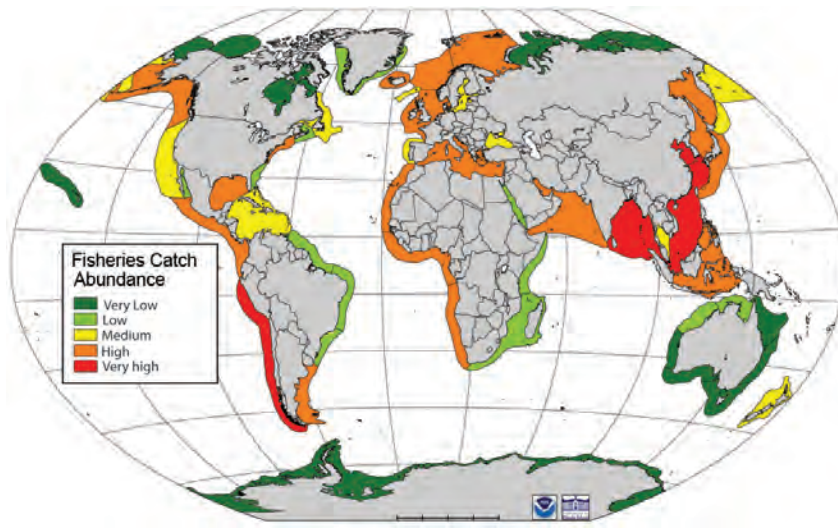 Fisheries Catch
Abundance
Very Low
Low
Medium
High
Very high